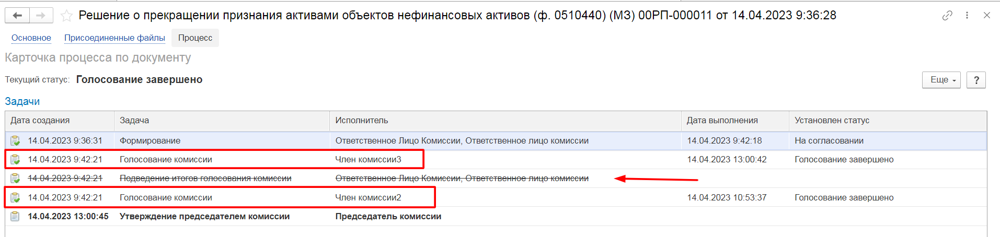 Решение о прекращении признания активами объектов нефинансовых активов (ф. 0510440) (МЗ) 00РП-000011 от 14.04.2023 9:36:28
Основное Присоединенные файлы Процесс
Карточка процесса по документу
Текущий статус: Голосование завершено
Еще ?
Задачи
Дата создания Задача Исполнитель Дата выполнения Установлен статус
14.04.2023 9:36:31 Формирование Ответственное Лицо Комиссии, Ответственное лицо комиссии 14.04.2023 9:42:18 На согласовании
14.04.2023 9:42:21 Голосование комиссии Член комиссии3 14.04.2023 13:00:42 Голосование завершено
14.04.2023 9:42:21 Подведение итогов голосования комиссии Ответственное Лицо Комиссии, Ответственное лицо комиссии
14.04.2023 9:42:21 Голосование комиссии Член комиссии2 14.04.2023 10:53:37 Голосование завершено
14.04.2023 13:00:45 Утверждение председателем комиссии Председатель комиссии